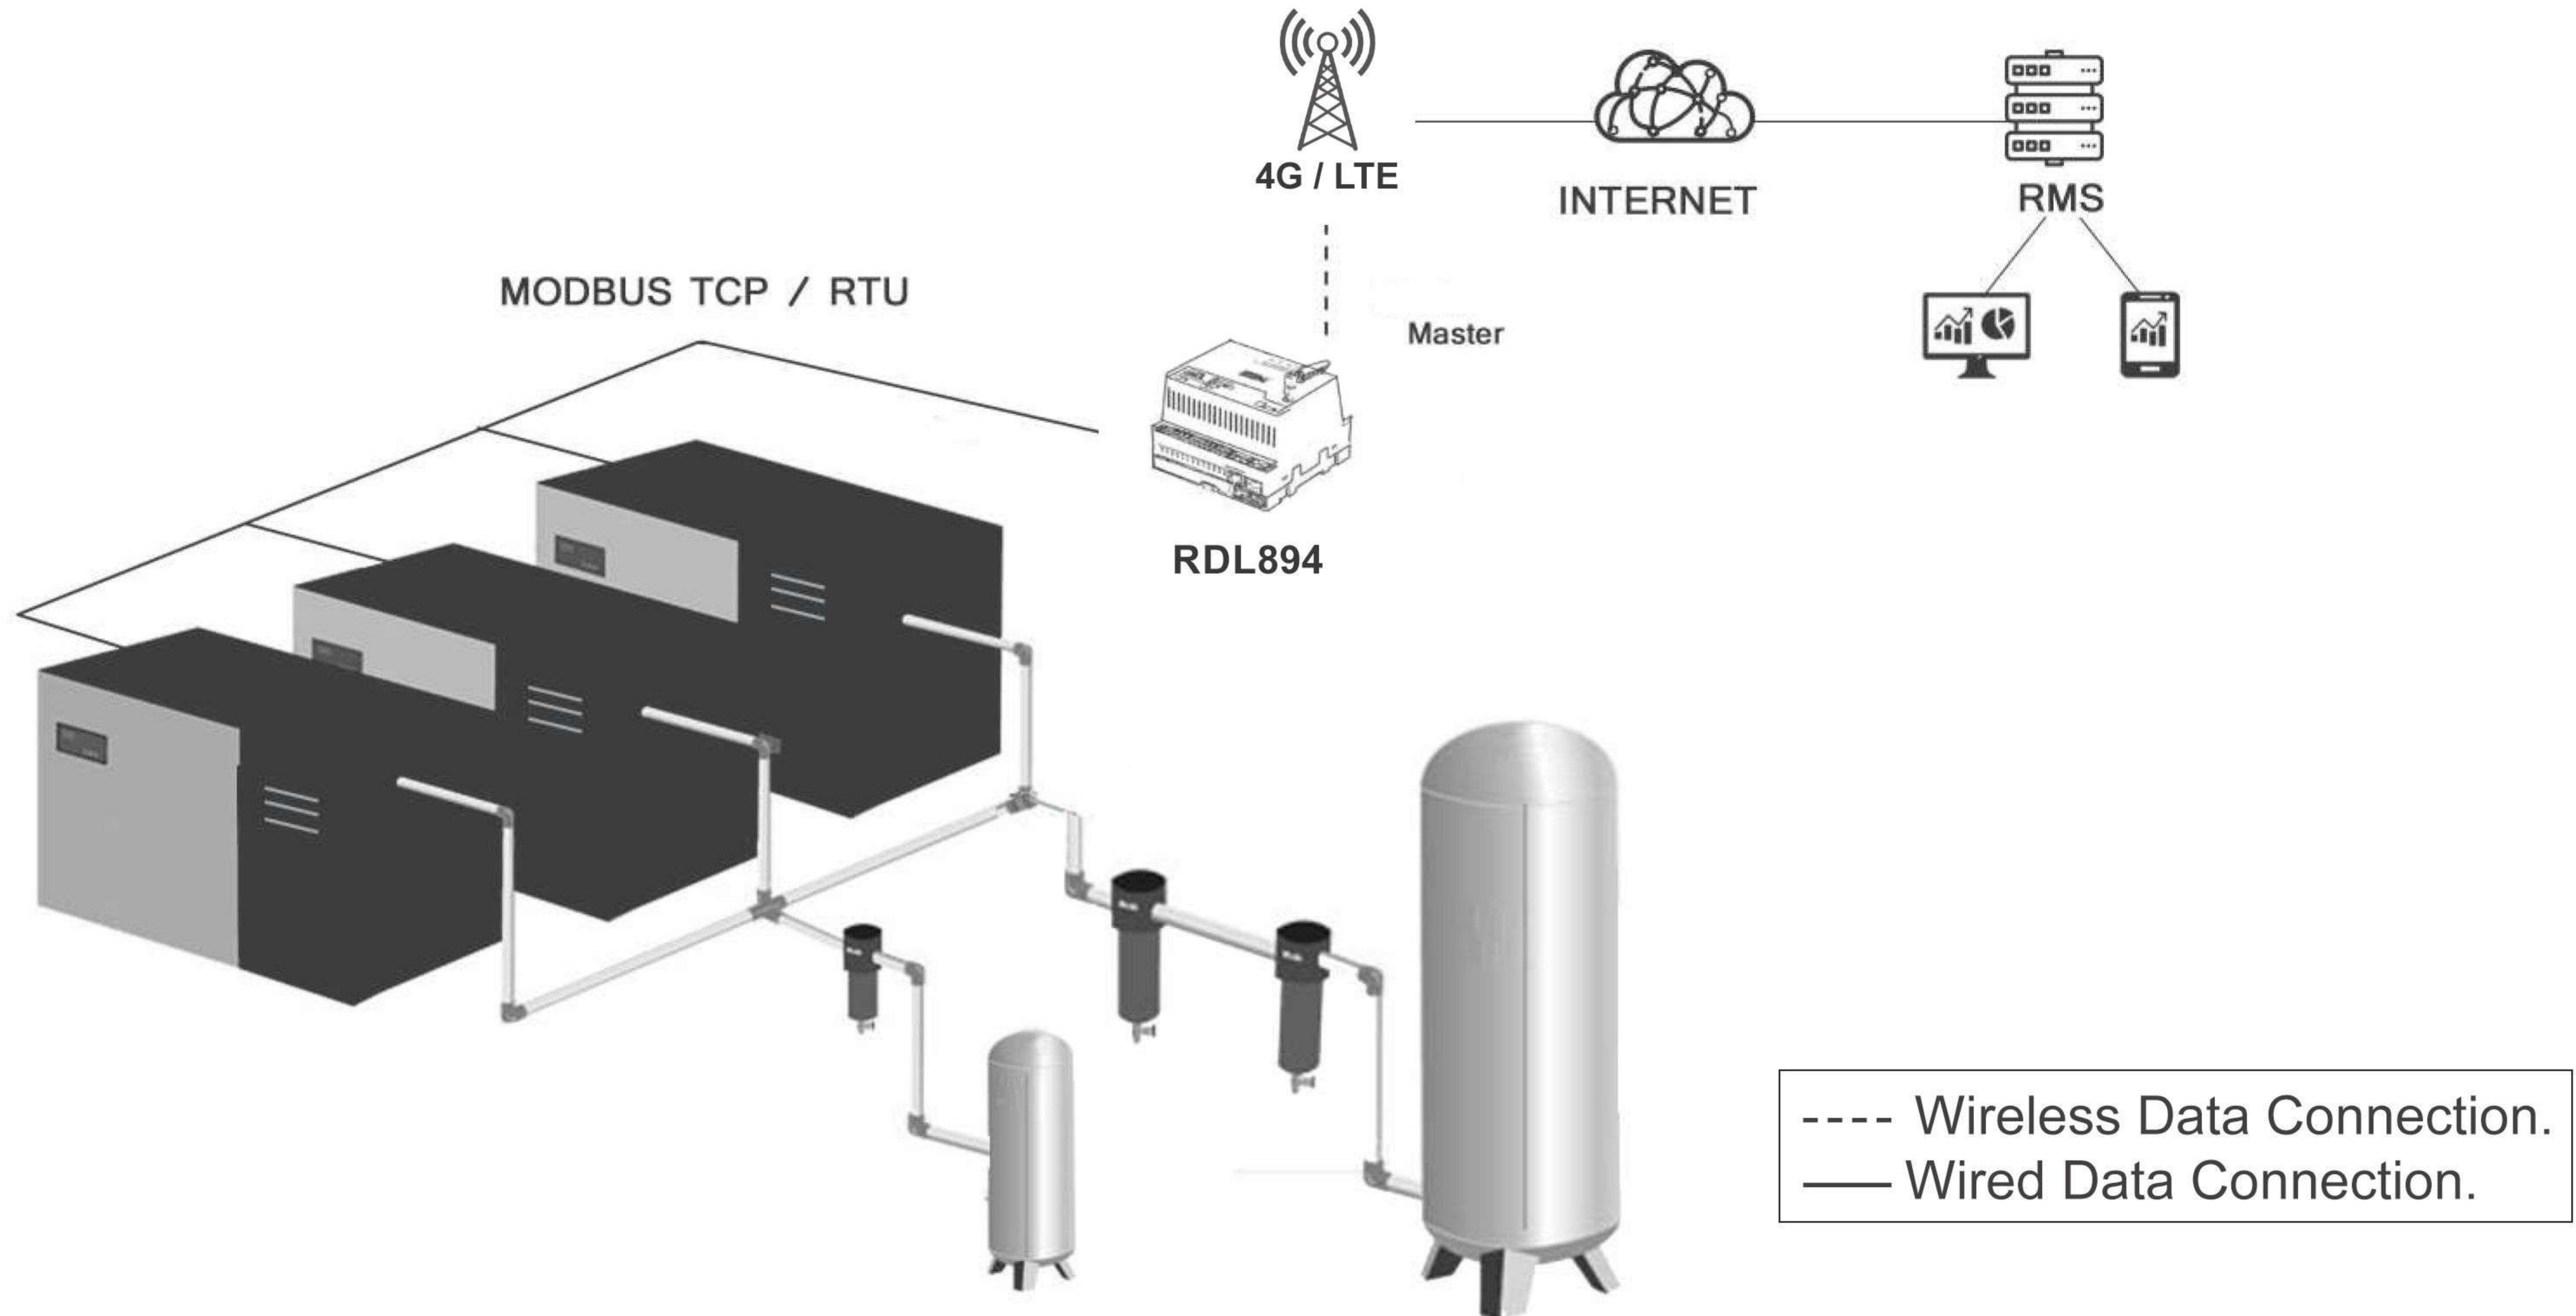 4G / LTE
INTERNET
RMS
MODBUS TCP / RTU
Master
RDL894
---- Wireless Data Connection.
—— Wired Data Connection.